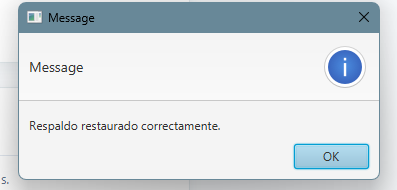 Message
Message
Respaldo restaurado correctamente.
OK
s.